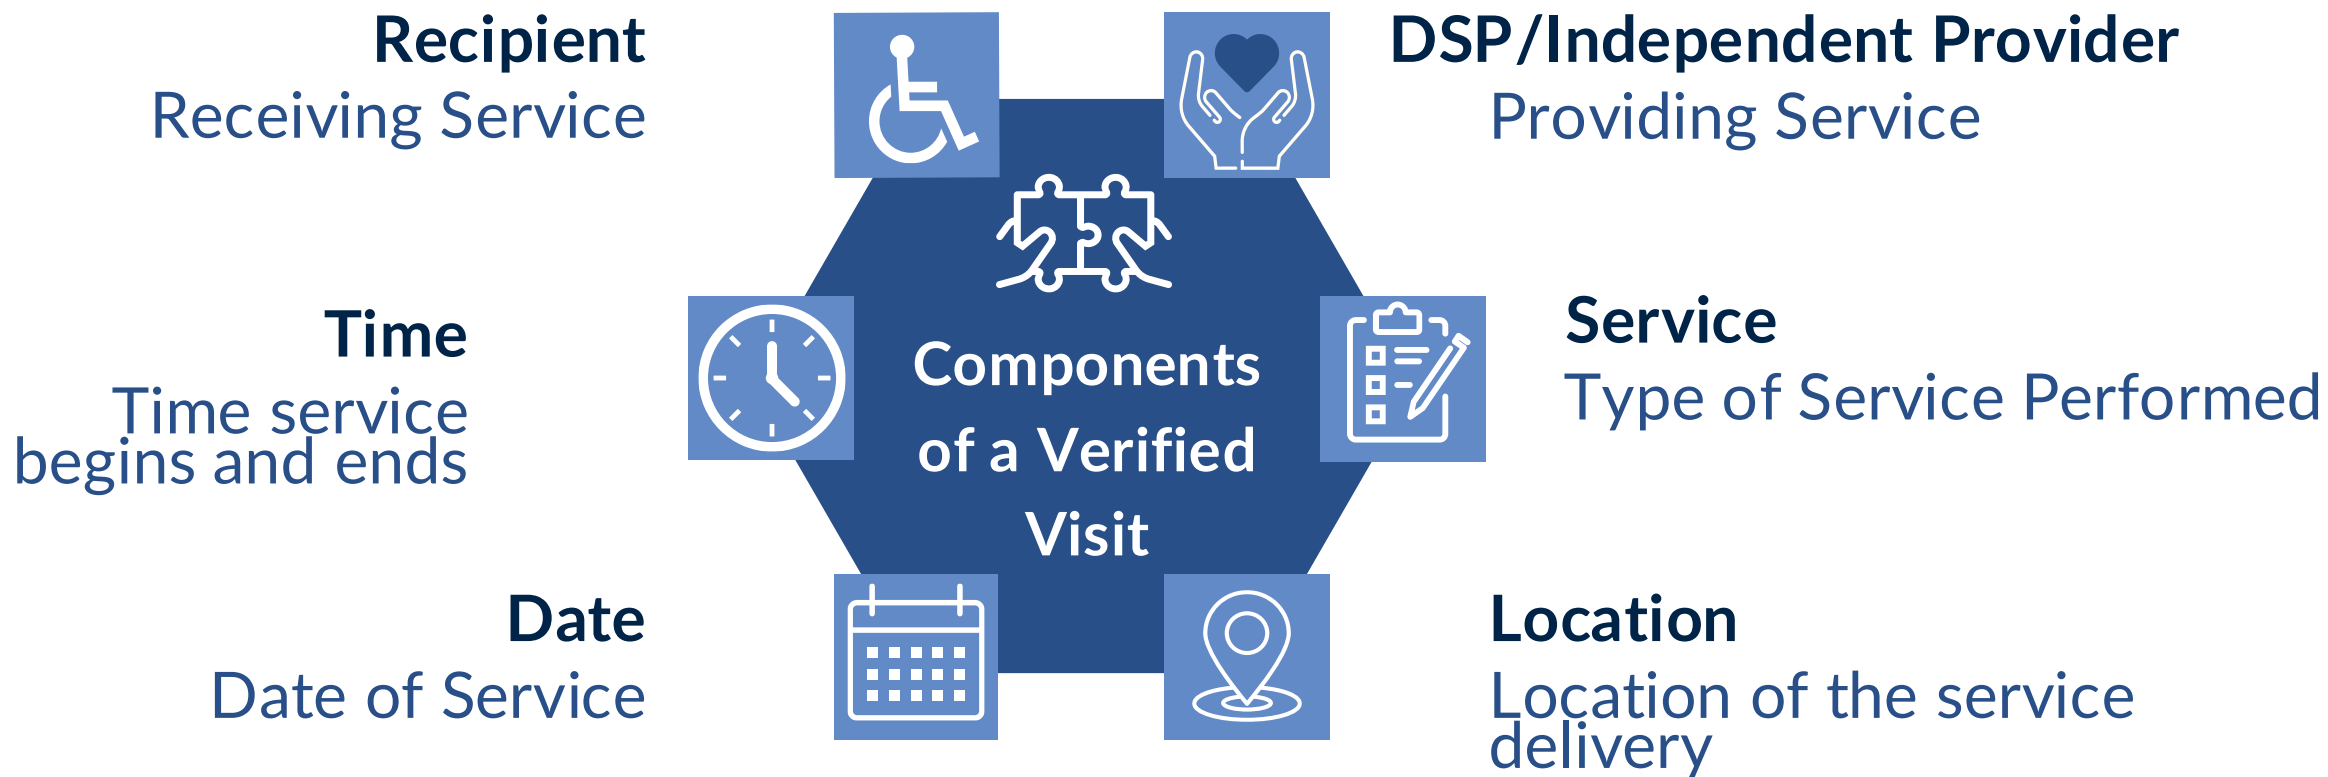 Recipient
Receiving Service
DSP/Independent Provider
Providing Service
Time
Time service
begins and ends
Components
of a Verified
Visit
Service
Type of Service Performed
Date
Date of Service
Location
Location of the service
delivery